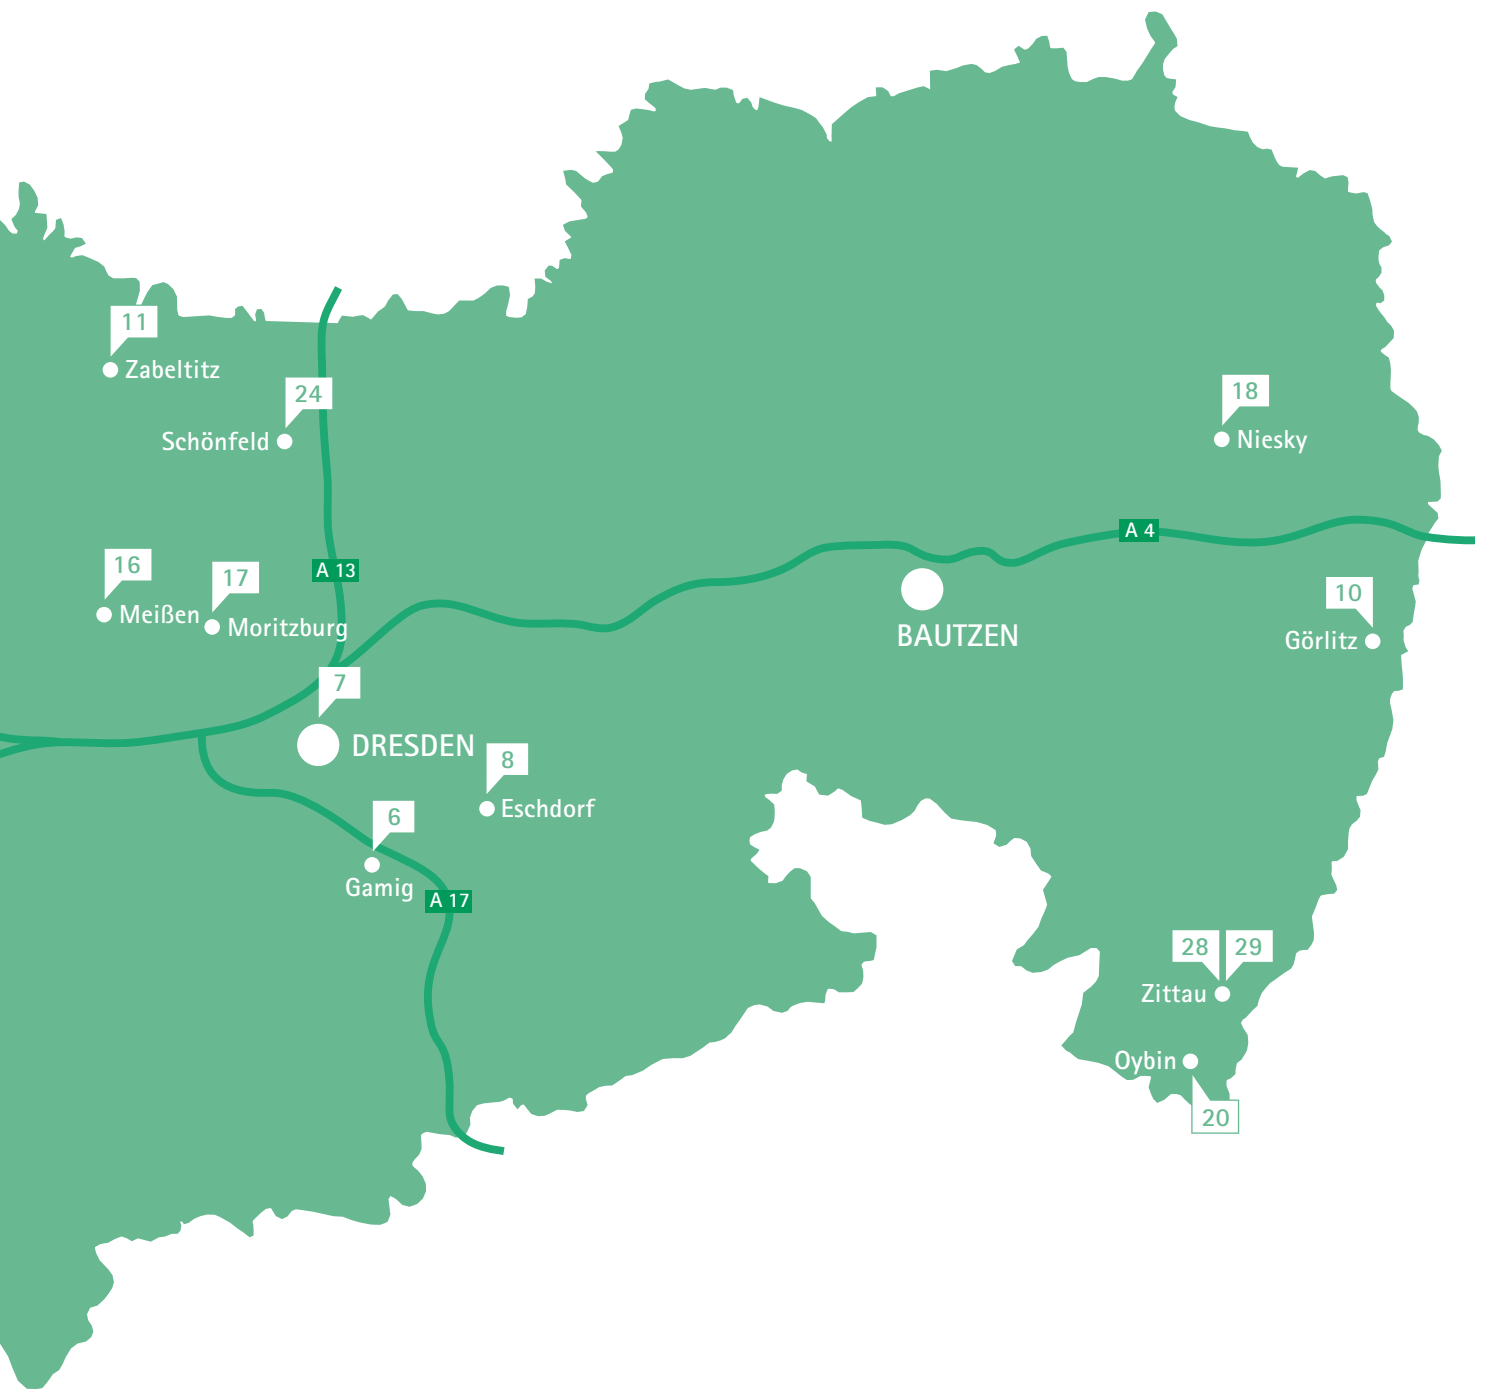 11
Zabeltitz
24
18
Schönfeld
Niesky
A 4
16
17
A 13
10
Meißen
Moritzburg
BAUTZEN
Görlitz
7
DRESDEN
8
Eschdorf
6
Gamig
A 17
28
29
Zittau
Oybin
20